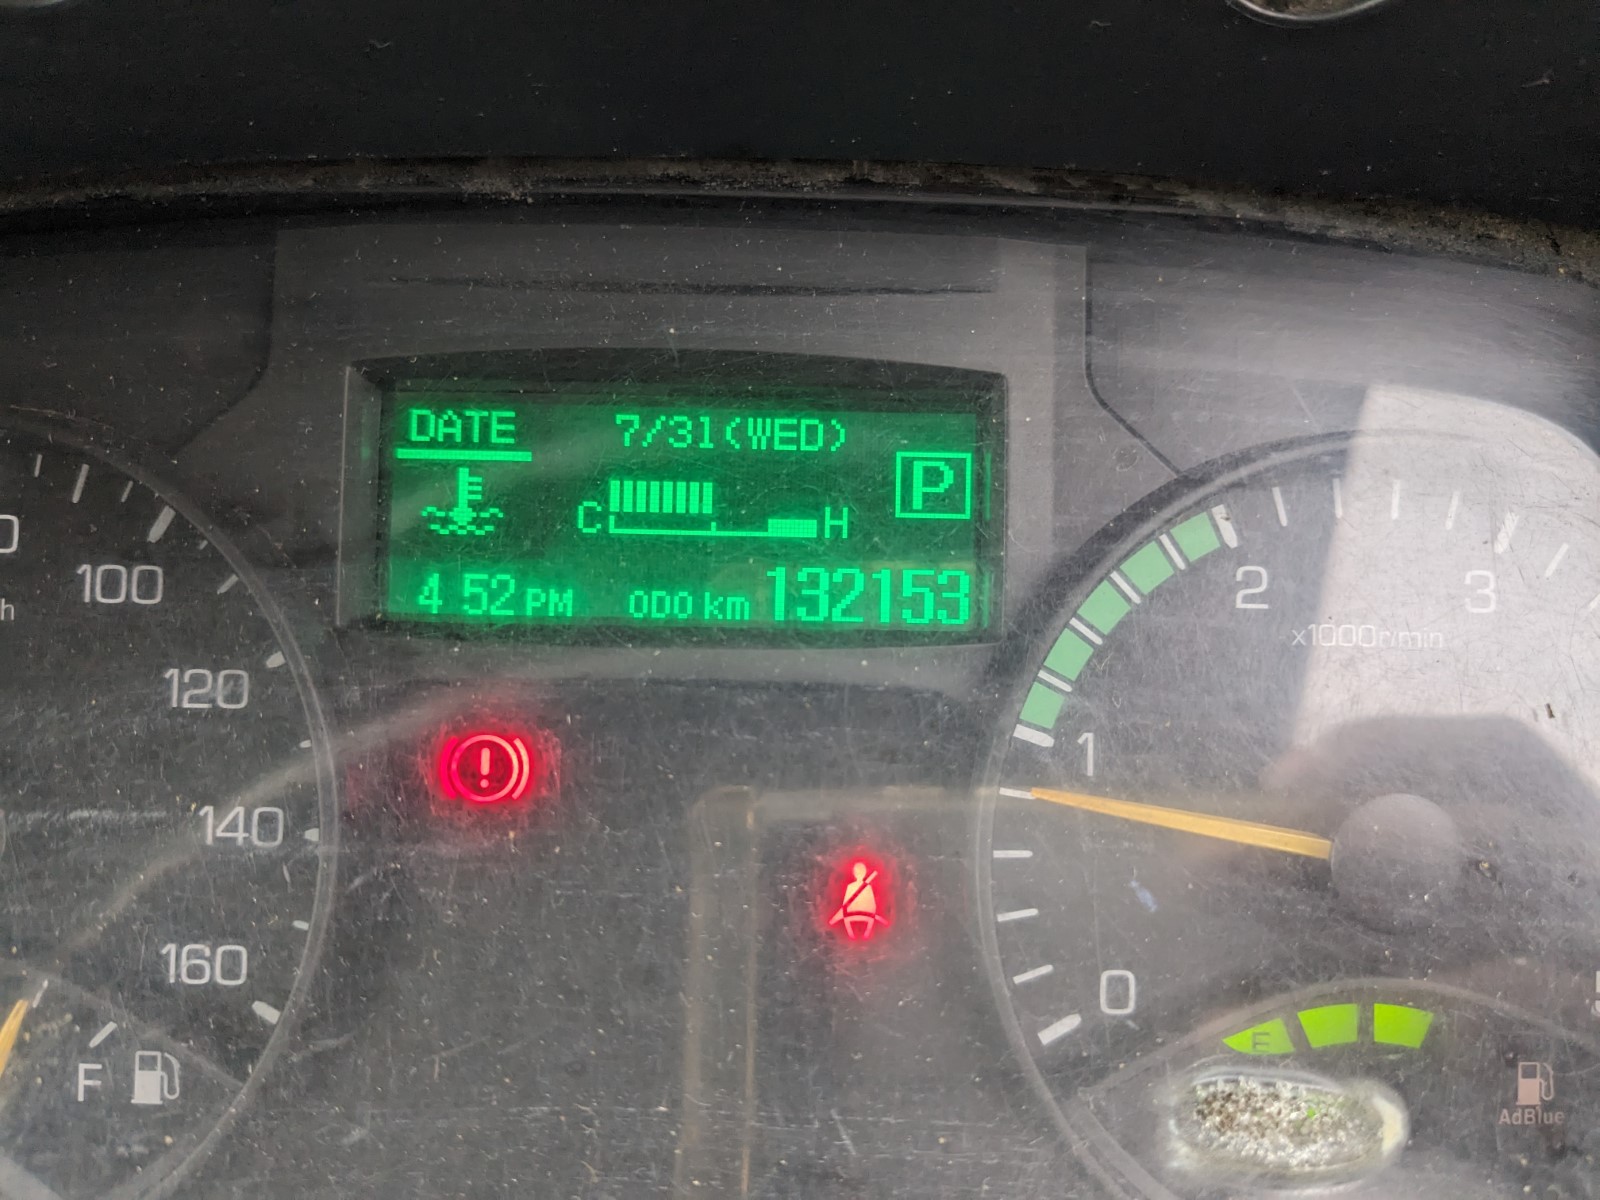 DATE 7/31(WED)
P
C H
4 52 PM ODO km 132153
100
120
140
160
F
x1000r/min
0
1
2
3
E
AdBlue